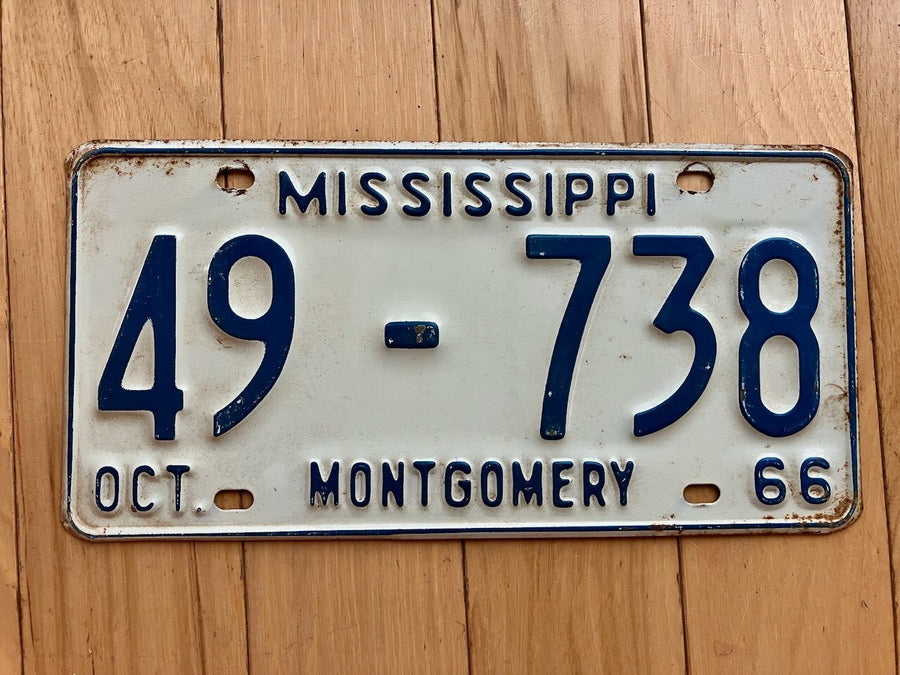 MISSISSIPPI
49 - 738
OCT. MONTGOMERY 66